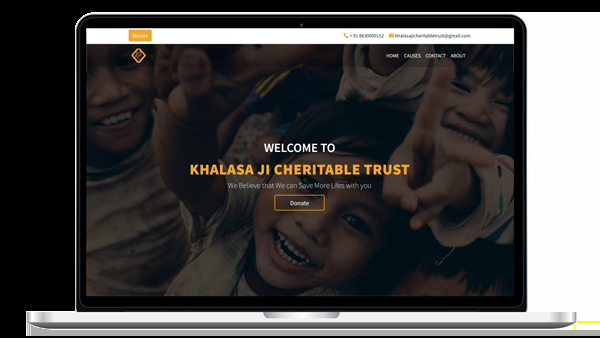 Donate
+ 91 8630000152 khalasajicheritabletrust@gmail.com
HOME CAUSES CONTACT ABOUT
WELCOME TO
KHALASA JI CHERITABLE TRUST
We Believe that We can Save More Lifes with you
Donate